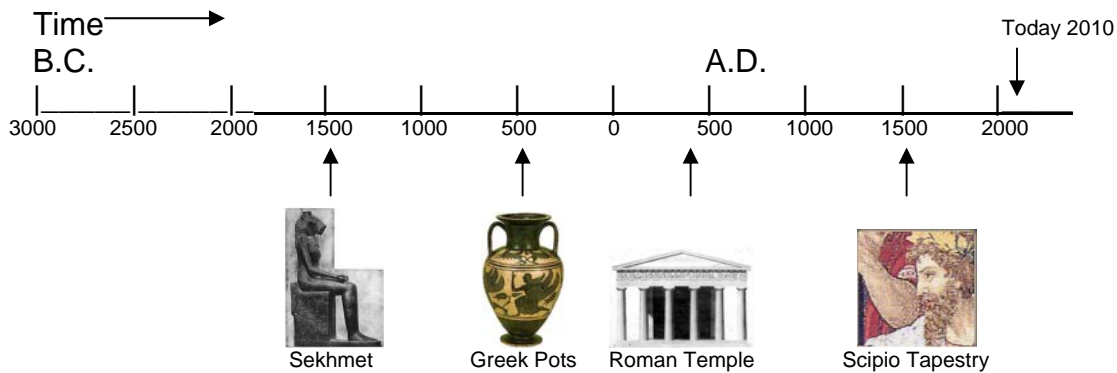 Time
Today 2010
B.C.
A.D.
3000 2500 2000 1500 1000 500 0 500 1000 1500 2000
Sekhmet Greek Pots Roman Temple Scipio Tapestry